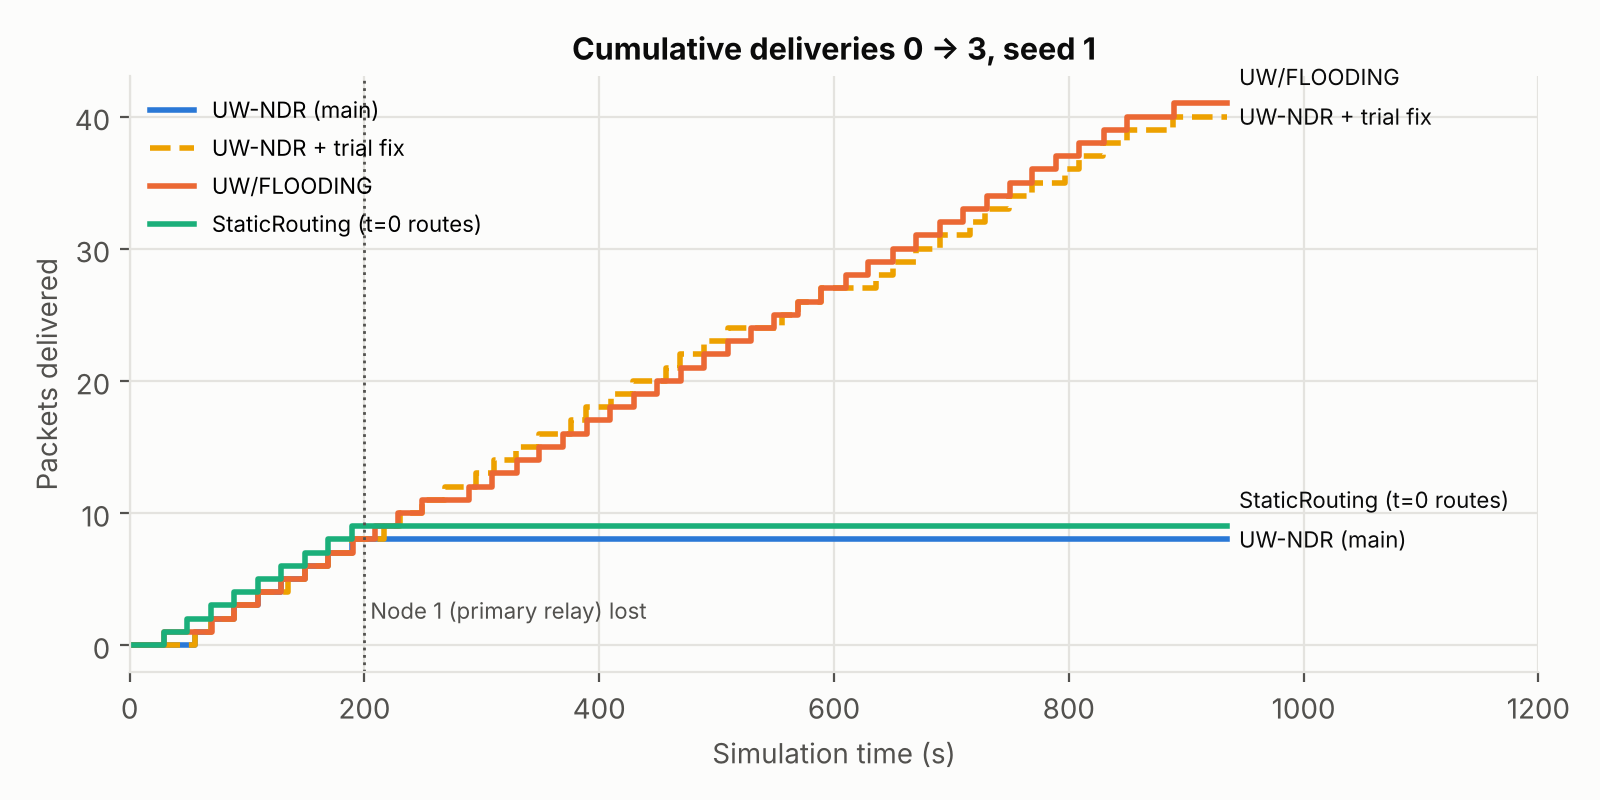 Cumulative deliveries 0 → 3, seed 1
UW/FLOODING
UW-NDR + trial fix
UW-NDR (main)
UW-NDR + trial fix
UW/FLOODING
StaticRouting (t=0 routes)
StaticRouting (t=0 routes)
UW-NDR (main)
Node 1 (primary relay) lost
Packets delivered
40
30
20
10
0
0 200 400 600 800 1000 1200
Simulation time (s)